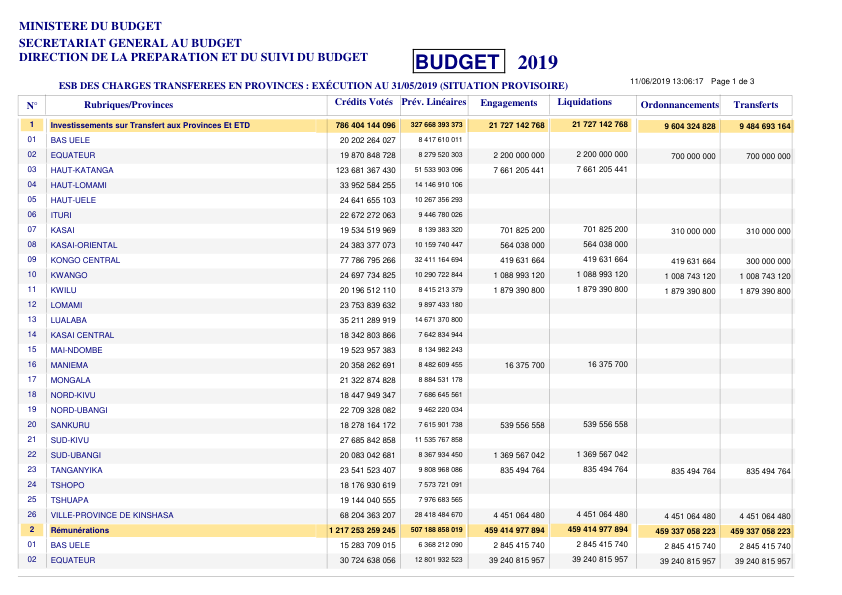 MINISTERE DU BUDGET
SECRETARIAT GENERAL AU BUDGET
DIRECTION DE LA PREPARATION ET DU SUIVI DU BUDGET
BUDGET 2019
ESB DES CHARGES TRANSFEREES EN PROVINCES : EXÉCUTION AU 31/05/2019 (SITUATION PROVISOIRE)
11/06/2019 13:06:17 Page 1 de 3
N° Rubriques/Provinces Crédits Votés Prév. Linéaires Engagements Liquidations Ordonnancements Transferts
1 Investissements sur Transfert aux Provinces Et ETD 786 404 144 096 327 668 393 373 21 727 142 768 21 727 142 768 9 604 324 828 9 484 693 164
01 BAS UELE 20 202 264 027 8 417 610 011
02 EQUATEUR 19 870 848 728 8 279 520 303 2 200 000 000 2 200 000 000 700 000 000 700 000 000
03 HAUT-KATANGA 123 681 367 430 51 533 903 096 7 661 205 441 7 661 205 441
04 HAUT-LOMAMI 33 952 584 255 14 146 910 106
05 HAUT-UELE 24 641 655 103 10 267 356 293
06 ITURI 22 672 272 063 9 446 780 026
07 KASAI 19 534 519 969 8 139 383 320 701 825 200 701 825 200 310 000 000 310 000 000
08 KASAI-ORIENTAL 24 383 377 073 10 159 740 447 564 038 000 564 038 000
09 KONGO CENTRAL 77 786 795 266 32 411 164 694 419 631 664 419 631 664 419 631 664 300 000 000
10 KWANGO 24 697 734 825 10 290 722 844 1 088 993 120 1 088 993 120 1 008 743 120 1 008 743 120
11 KWILU 20 196 512 110 8 415 213 379 1 879 390 800 1 879 390 800 1 879 390 800 1 879 390 800
12 LOMAMI 23 753 839 632 9 897 433 180
13 LUALABA 35 211 289 919 14 671 370 800
14 KASAI CENTRAL 18 342 803 866 7 642 834 944
15 MAI-NDOMBE 19 523 957 383 8 134 982 243
16 MANIEMA 20 358 262 691 8 482 609 455 16 375 700 16 375 700
17 MONGALA 21 322 874 828 8 884 531 178
18 NORD-KIVU 18 447 949 347 7 686 645 561
19 NORD-UBANGI 22 709 328 082 9 462 220 034
20 SANKURU 18 278 164 172 7 615 901 738 539 556 558 539 556 558
21 SUD-KIVU 27 685 842 858 11 535 767 858
22 SUD-UBANGI 20 083 042 681 8 367 934 450 1 369 567 042 1 369 567 042
23 TANGANYIKA 23 541 523 407 9 808 968 086 835 494 764 835 494 764 835 494 764 835 494 764
24 TSHOPO 18 176 930 619 7 573 721 091
25 TSHUAPA 19 144 040 555 7 976 683 565
26 VILLE-PROVINCE DE KINSHASA 68 204 363 207 28 418 484 670 4 451 064 480 4 451 064 480 4 451 064 480 4 451 064 480
2 Rémunérations 1 217 253 259 245 507 188 858 019 459 414 977 894 459 414 977 894 459 337 058 223 459 337 058 223
01 BAS UELE 15 283 709 015 6 368 212 090 2 845 415 740 2 845 415 740 2 845 415 740 2 845 415 740
02 EQUATEUR 30 724 638 056 12 801 932 523 39 240 815 957 39 240 815 957 39 240 815 957 39 240 815 957